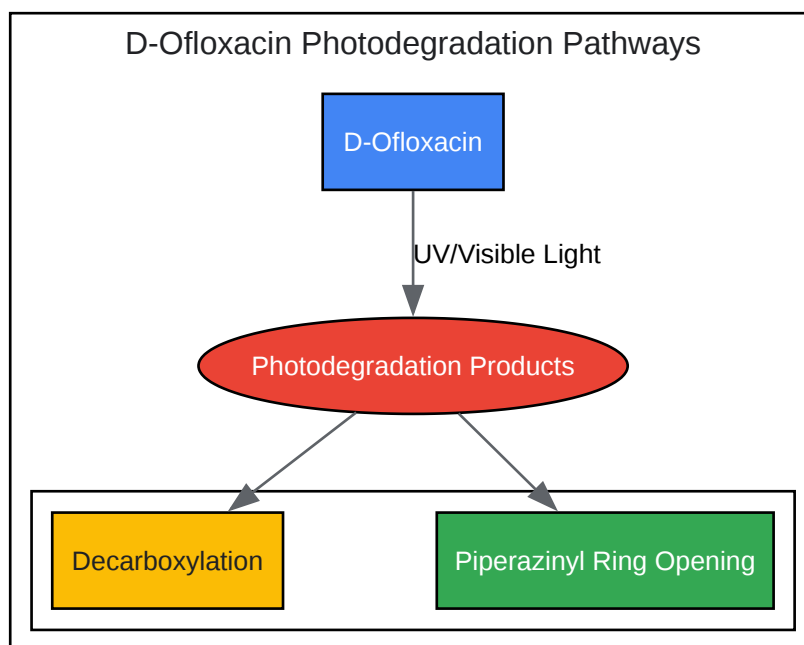 D-Ofloxacin Photodegradation Pathways
D-Ofloxacin
UV/Visible Light
Photodegradation Products
Decarboxylation
Piperazinyl Ring Opening